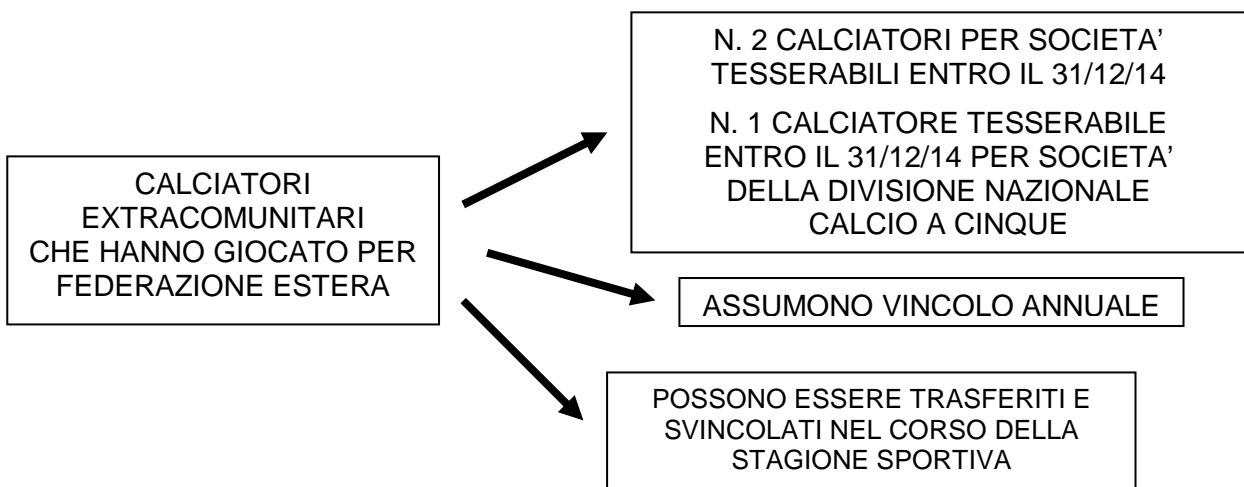 CALCIATORI
EXTRACOMUNITARI
CHE HANNO GIOCATO PER
FEDERAZIONE ESTERA
N. 2 CALCIATORI PER SOCIETA’
TESSERABILI ENTRO IL 31/12/14
N. 1 CALCIATORE TESSERABILE
ENTRO IL 31/12/14 PER SOCIETA’
DELLA DIVISIONE NAZIONALE
CALCIO A CINQUE
ASSUMONO VINCOLO ANNUALE
POSSONO ESSERE TRASFERITI E
SVINCOLATI NEL CORSO DELLA
STAGIONE SPORTIVA